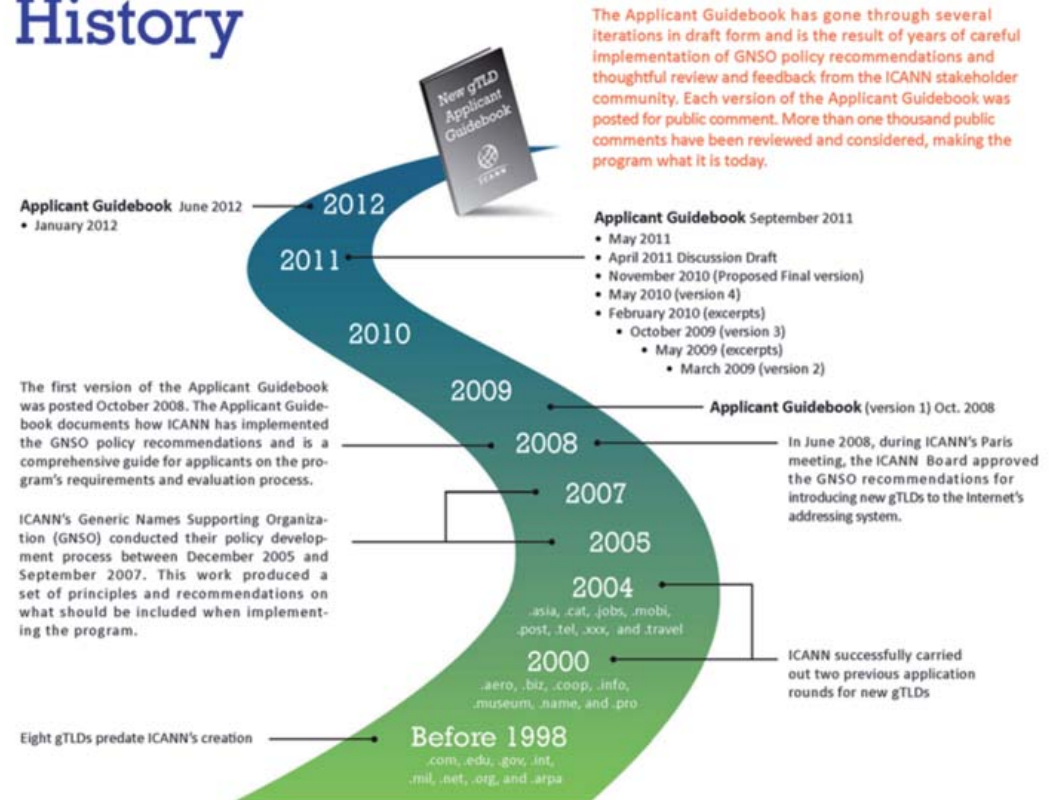 History
The Applicant Guidebook has gone through several
iterations in draft form and is the result of years of careful
implementation of GNSO policy recommendations and
thoughtful review and feedback from the ICANN stakeholder
community. Each version of the Applicant Guidebook was
posted for public comment. More than one thousand public
comments have been reviewed and considered, making the
program what it is today.
New gTLD
Applicant
Guidebook
ICANN
Applicant Guidebook June 2012
• January 2012
2012
Applicant Guidebook September 2011
• May 2011
• April 2011 Discussion Draft
• November 2010 (Proposed Final version)
• May 2010 (version 4)
• February 2010 (excerpts)
• October 2009 (version 3)
• May 2009 (excerpts)
• March 2009 (version 2)
2011
2010
2009
The first version of the Applicant Guidebook
was posted October 2008. The Applicant Guide-
book documents how ICANN has implemented
the GNSO policy recommendations and is a
comprehensive guide for applicants on the pro-
gram's requirements and evaluation process.
Applicant Guidebook (version 1) Oct. 2008
2008
In June 2008, during ICANN's Paris
meeting, the ICANN Board approved
the GNSO recommendations for
introducing new gTLDs to the Internet's
addressing system.
2007
ICANN's Generic Names Supporting Organiza-
tion (GNSO) conducted their policy develop-
ment process between December 2005 and
September 2007. This work produced a
set of principles and recommendations on
what should be included when implement-
ing the program.
2005
2004
.asia, .cat, .jobs, .mobi,
.post, .tel, .xxx, and .travel
2000
.aero, .biz, .coop, .info,
.museum, .name, and .pro
ICANN successfully carried
out two previous application
rounds for new gTLDs
Eight gTLDs predate ICANN's creation
Before 1998
.com, .edu, .gov, .int,
.mil, .net, .org, and .arpa